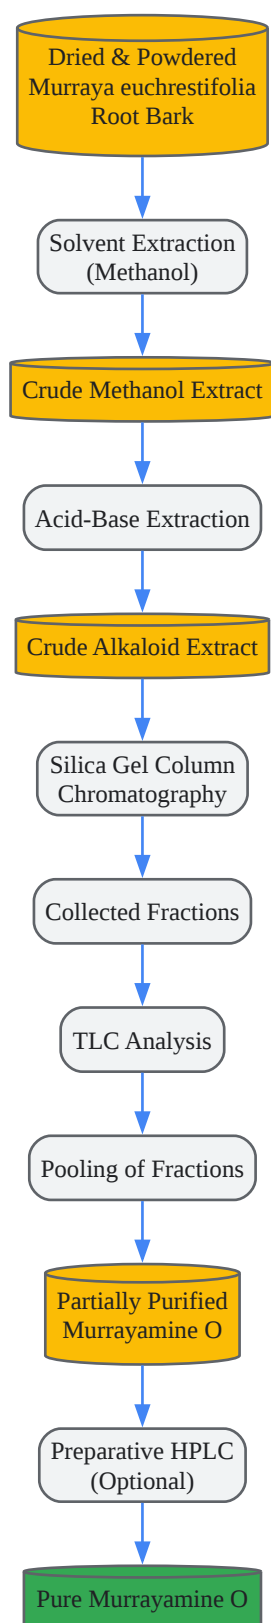 Dried & Powdered
Murraya euchrestifolia
Root Bark
Solvent Extraction
(Methanol)
Crude Methanol Extract
Acid-Base Extraction
Crude Alkaloid Extract
Silica Gel Column
Chromatography
Collected Fractions
TLC Analysis
Pooling of Fractions
Partially Purified
Murrayamine O
Preparative HPLC
(Optional)
Pure Murrayamine O